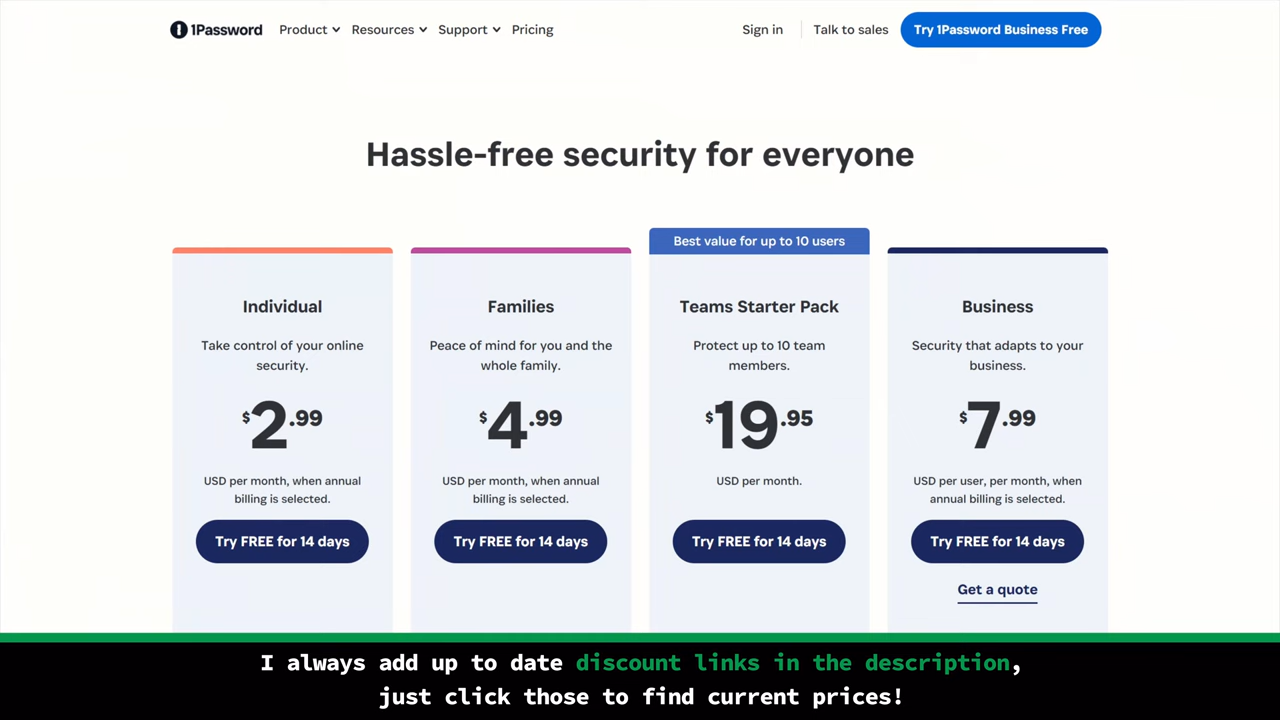 1Password Product Resources Support Pricing Sign in Talk to sales Try 1Password Business Free
Hassle-free security for everyone
Individual
Take control of your online
security.
$2.99
USD per month, when annual
billing is selected.
Try FREE for 14 days
Families
Peace of mind for you and the
whole family.
$4.99
USD per month, when annual
billing is selected.
Try FREE for 14 days
Best value for up to 10 users
Teams Starter Pack
Protect up to 10 team
members.
$19.95
USD per month.
Try FREE for 14 days
Business
Security that adapts to your
business.
$7.99
USD per user, per month, when
annual billing is selected.
Try FREE for 14 days
Get a quote
I always add up to date discount links in the description,
just click those to find current prices!